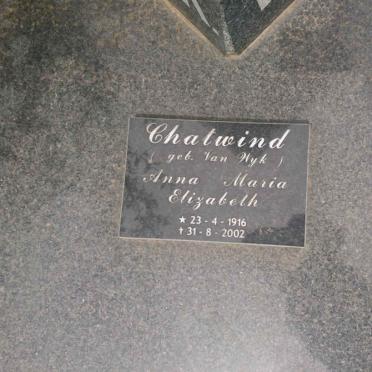 Chatwind
( geb. Van Wyk )
Anna Maria
Elizabeth
★ 23 - 4 - 1916
✝ 31 - 8 - 2002